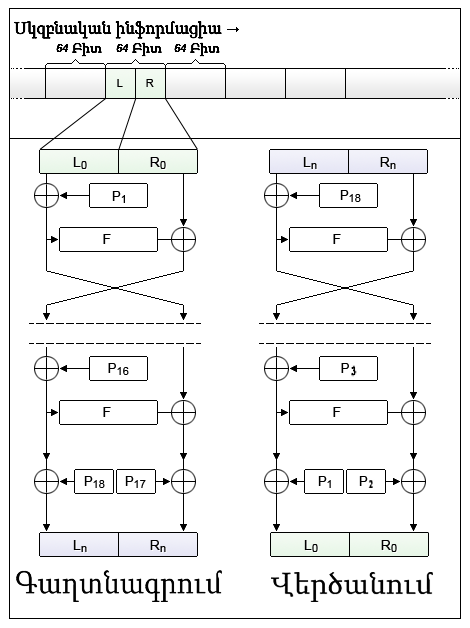 Սկզբնական ինֆորմացիա →
64 Բիտ 64 Բիտ 64 Բիտ
L R
L0 R0 Ln Rn
P1 P18
F F
P16 P3
F F
P18 P17 P1 P2
Ln Rn L0 R0
Գաղտնագրում Վերծանում